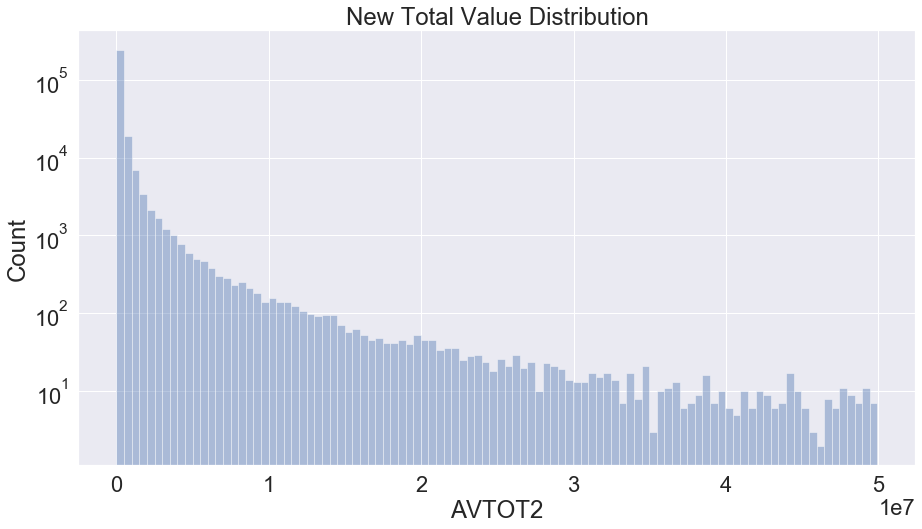 New Total Value Distribution
10^5
10^4
10^3
10^2
10^1
Count
0 1 2 3 4 5
1e7
AVTOT2